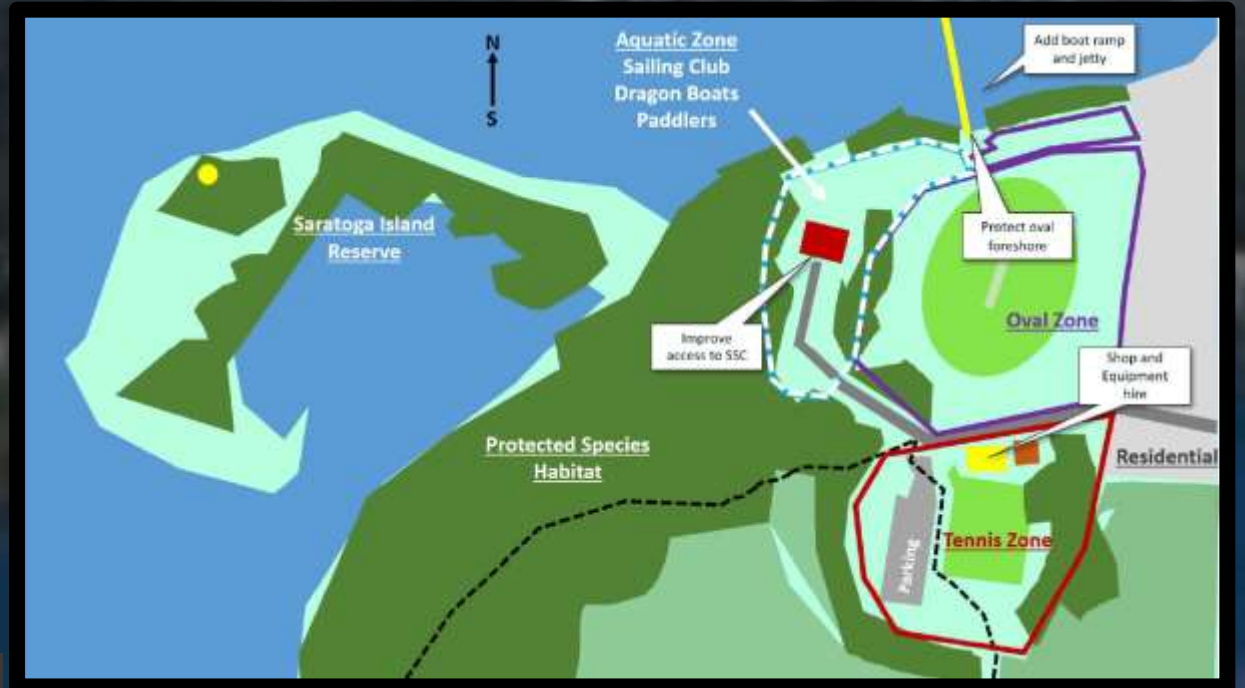 N
S
Aquatic Zone
Sailing Club
Dragon Boats
Paddlers
Add boat ramp
and jetty
Saratoga Island
Reserve
Protect oval
foreshore
Oval Zone
Improve
access to SSC
Shop and
Equipment
hire
Protected Species
Habitat
Residential
Tennis Zone
Parking